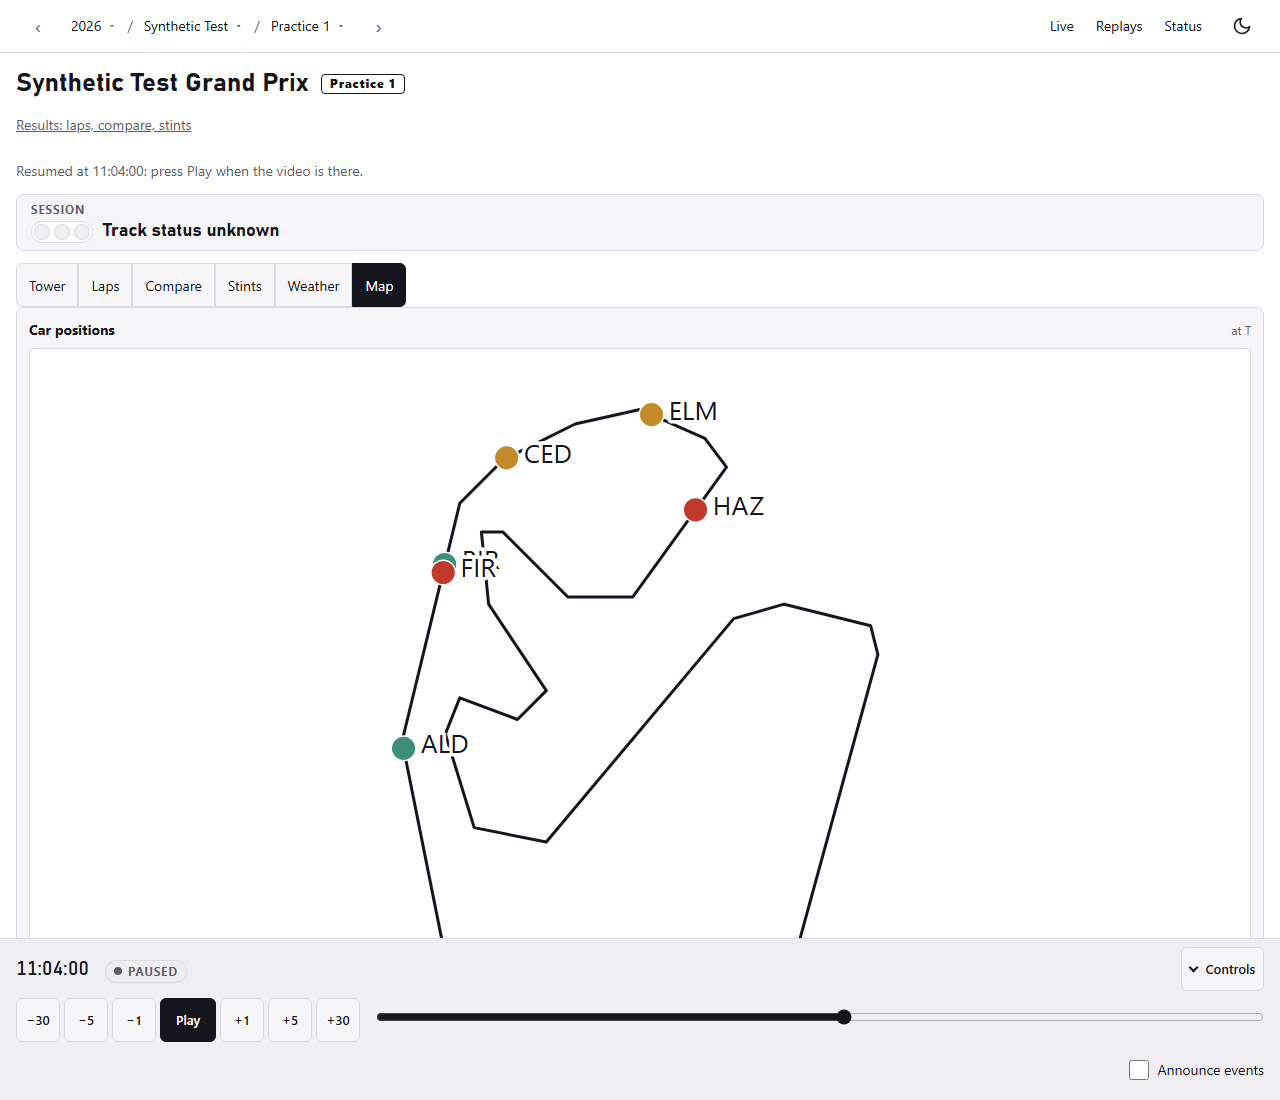 2026 / Synthetic Test / Practice 1
Live Replays Status
Synthetic Test Grand Prix Practice 1
Results: laps, compare, stints
Resumed at 11:04:00: press Play when the video is there.
SESSION
Track status unknown
Tower Laps Compare Stints Weather Map
Car positions at T
ELM
CED
HAZ
FIR
ALD
11:04:00 PAUSED Controls
−30 −5 −1 Play +1 +5 +30
Announce events